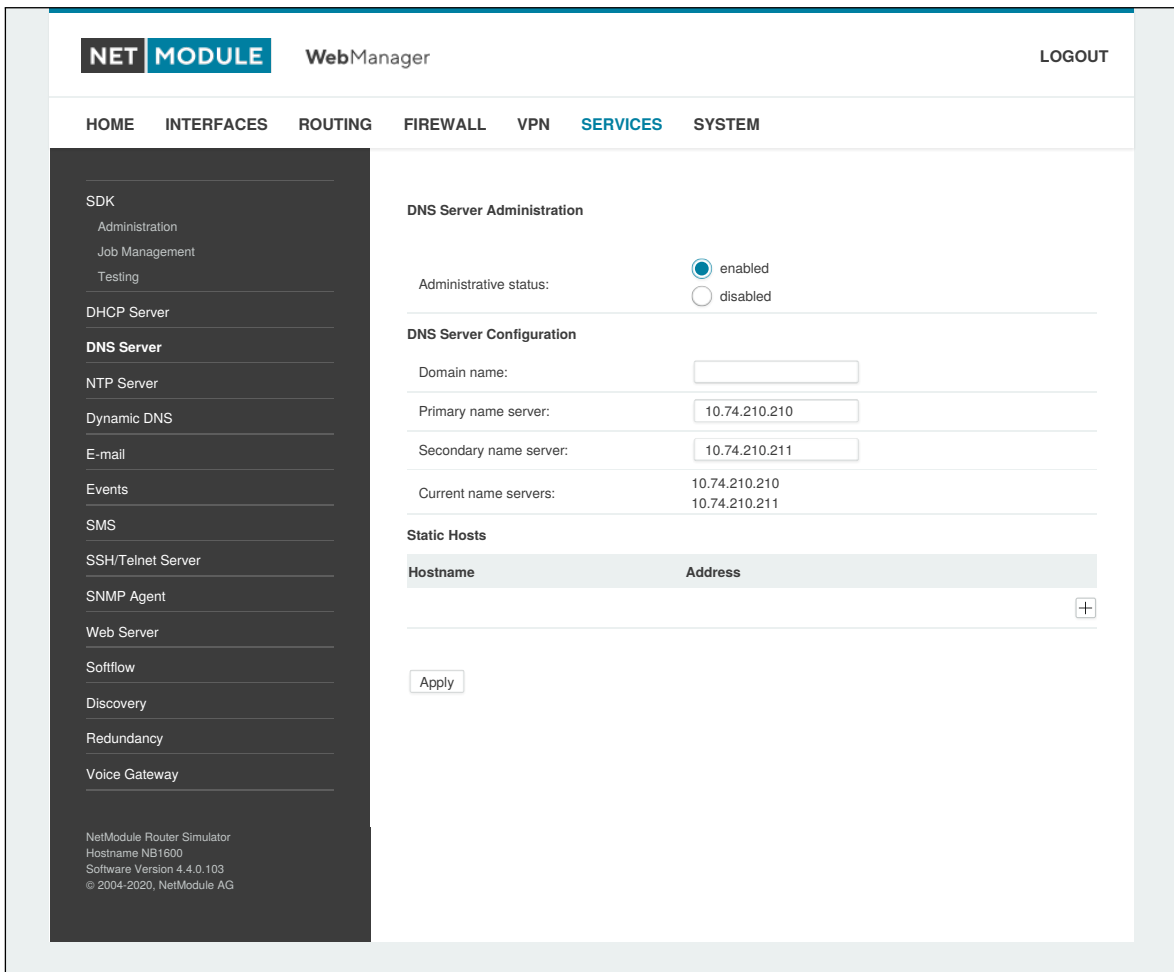 NET MODULE WebManager LOGOUT
HOME INTERFACES ROUTING FIREWALL VPN SERVICES SYSTEM
SDK
Administration
Job Management
Testing
DHCP Server
DNS Server
NTP Server
Dynamic DNS
E-mail
Events
SMS
SSH/Telnet Server
SNMP Agent
Web Server
Softflow
Discovery
Redundancy
Voice Gateway
NetModule Router Simulator
Hostname NB1600
Software Version 4.4.0.103
© 2004-2020, NetModule AG
DNS Server Administration
Administrative status:
enabled
disabled
DNS Server Configuration
Domain name:
Primary name server: 10.74.210.210
Secondary name server: 10.74.210.211
Current name servers:
10.74.210.210
10.74.210.211
Static Hosts
Hostname Address
Apply